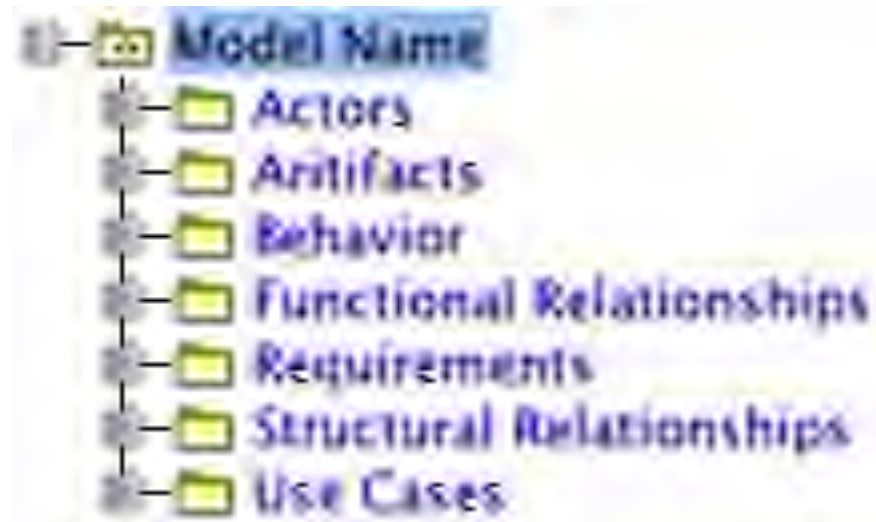 Model Name
Actors
Aritifacts
Behavior
Functional Relationships
Requirements
Structural Relationships
Use Cases